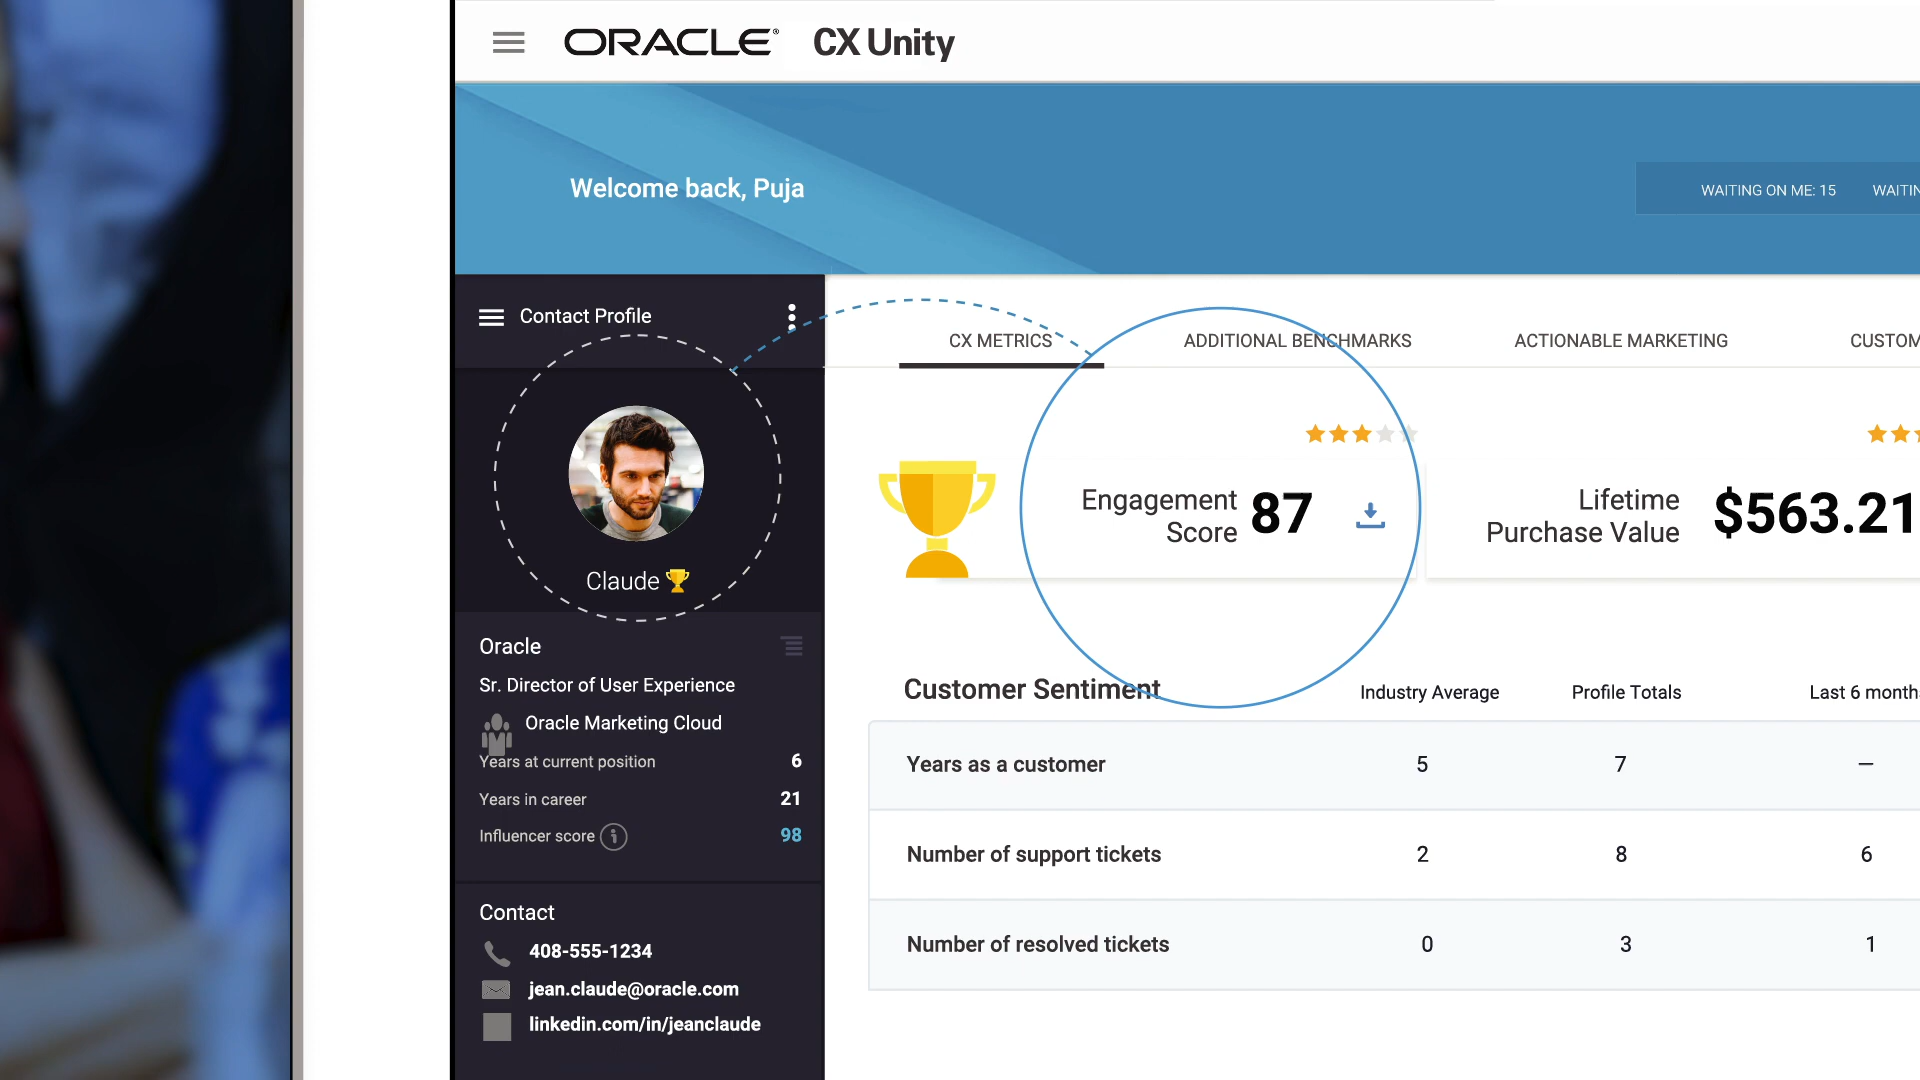 ORACLE® CX Unity
Welcome back, Puja
WAITING ON ME: 15
Contact Profile
CX METRICS
ADDITIONAL BENCHMARKS
ACTIONABLE MARKETING
Engagement
Score 87
Lifetime
Purchase Value $563.21
Claude
Oracle
Sr. Director of User Experience
Oracle Marketing Cloud
Years at current position 6
Years in career 21
Influencer score i 98
Contact
408-555-1234
jean.claude@oracle.com
linkedin.com/in/jeanclaude
Customer Sentiment Industry Average Profile Totals Last 6 months
Years as a customer 5 7 –
Number of support tickets 2 8 6
Number of resolved tickets 0 3 1